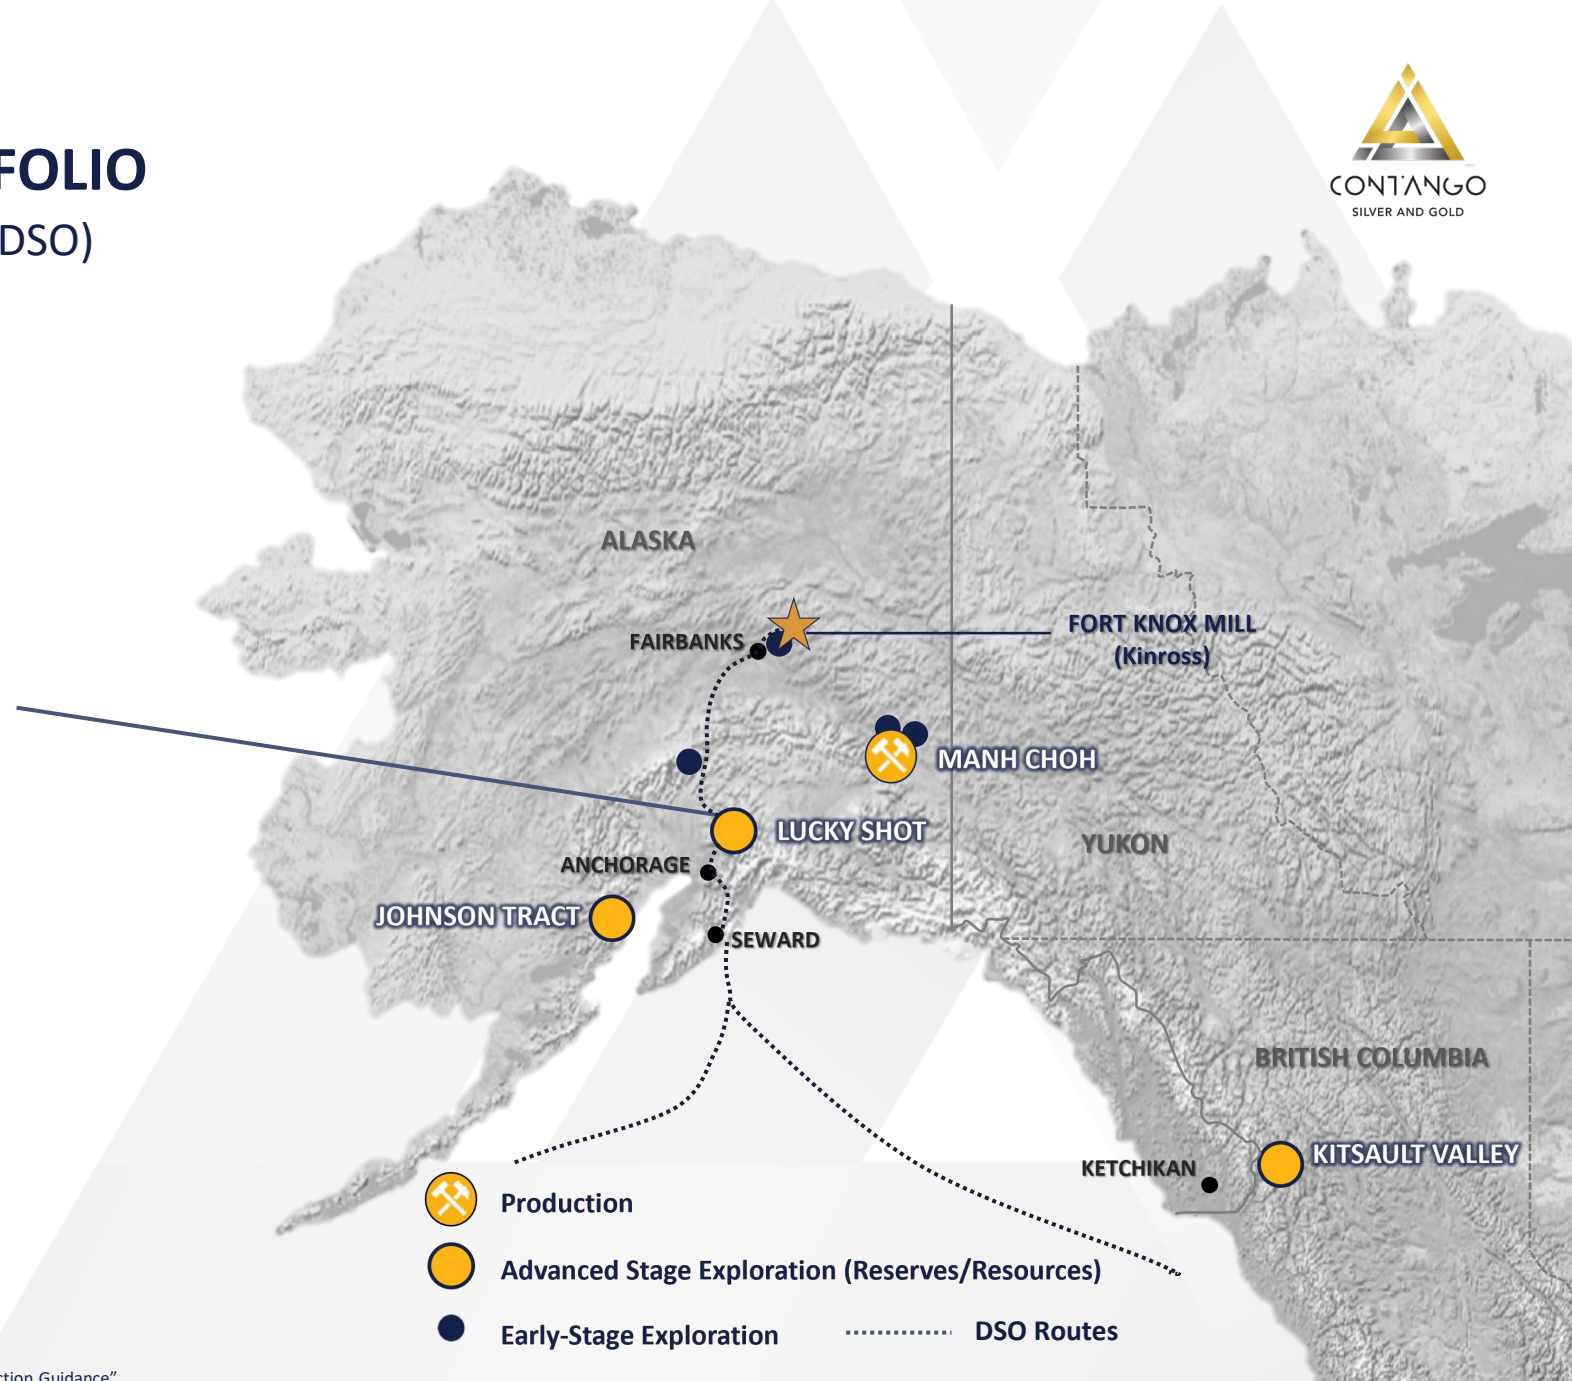 FOLIO
DSO)
CONTANGO
SILVER AND GOLD
ALASKA
FAIRBANKS
FORT KNOX MILL
(Kinross)
MANH CHOH
LUCKY SHOT
YUKON
ANCHORAGE
JOHNSON TRACT
SEWARD
BRITISH COLUMBIA
KITSAULT VALLEY
KETCHIKAN
Production
Advanced Stage Exploration (Reserves/Resources)
Early-Stage Exploration
DSO Routes
ction Guidance”